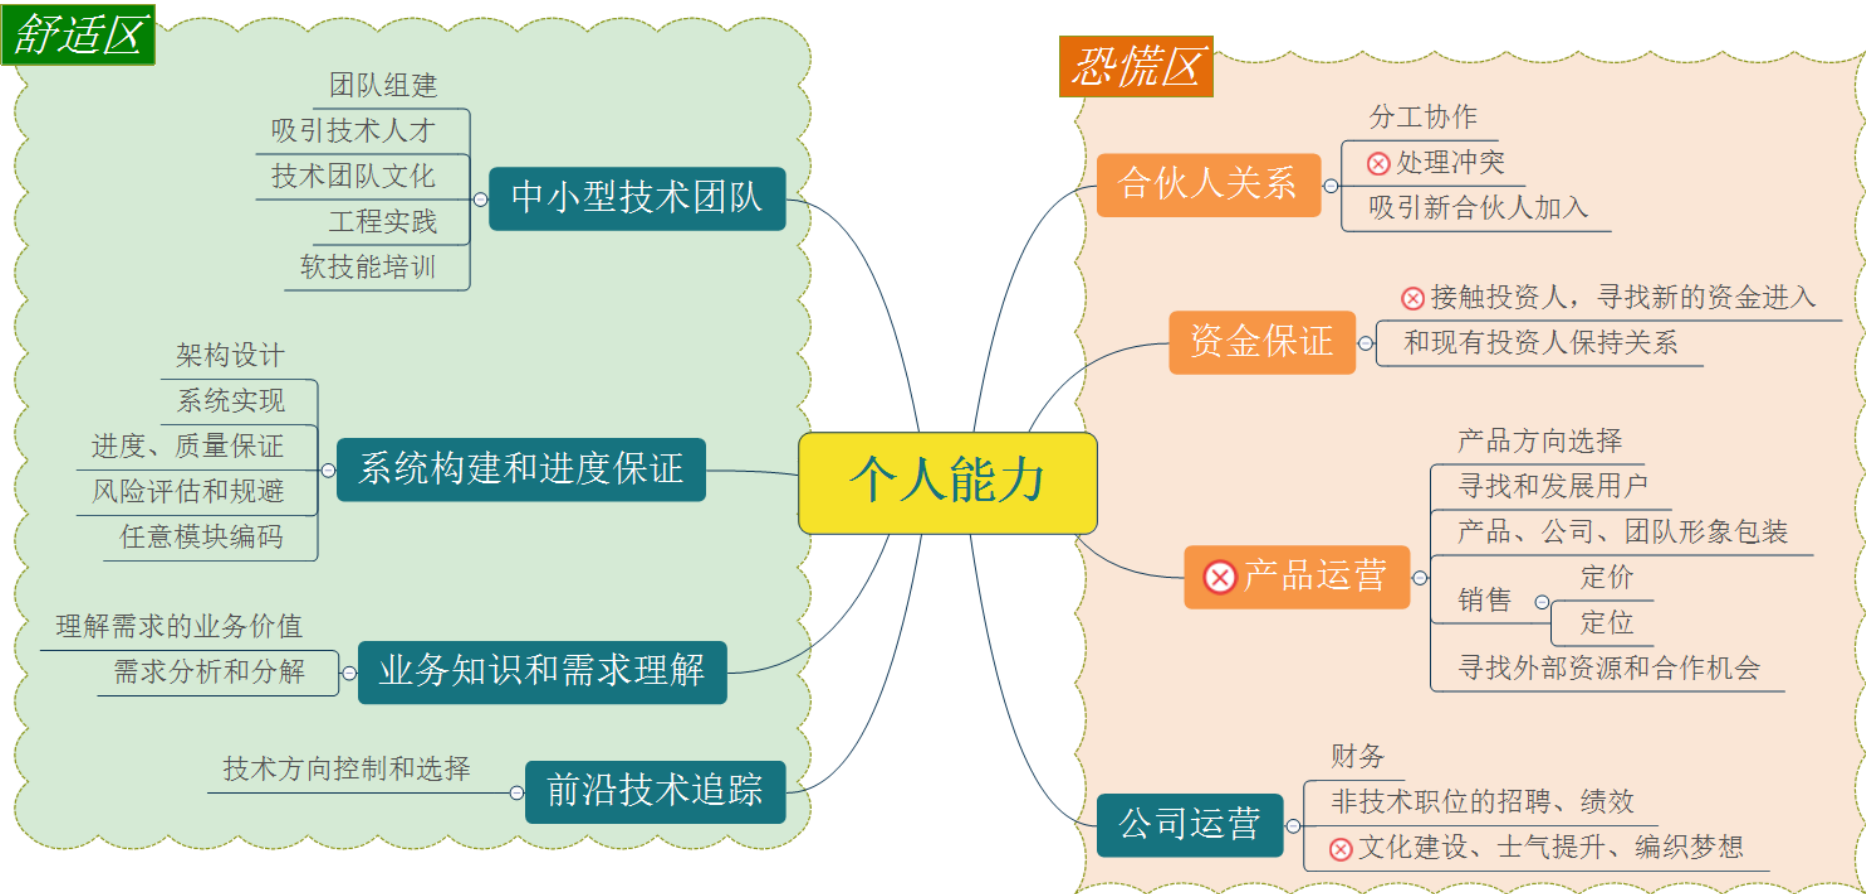 舒适区
团队组建
吸引技术人才
技术团队文化
工程实践
软技能培训
中小型技术团队
架构设计
系统实现
进度、质量保证
风险评估和规避
任意模块编码
系统构建和进度保证
理解需求的业务价值
需求分析和分解
业务知识和需求理解
技术方向控制和选择
前沿技术追踪
个人能力
恐慌区
合伙人关系
分工协作
处理冲突
吸引新合伙人加入
资金保证
接触投资人，寻找新的资金进入
和现有投资人保持关系
产品运营
产品方向选择
寻找和发展用户
产品、公司、团队形象包装
销售
定价
定位
寻找外部资源和合作机会
公司运营
财务
非技术职位的招聘、绩效
文化建设、士气提升、编织梦想